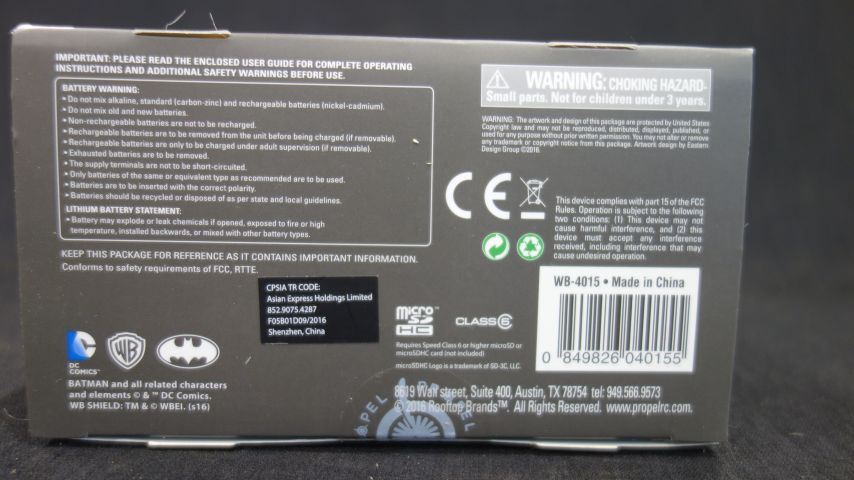 IMPORTANT: PLEASE READ THE ENCLOSED USER GUIDE FOR COMPLETE OPERATING
INSTRUCTIONS AND ADDITIONAL SAFETY WARNINGS BEFORE USE.
BATTERY WARNING:
• Do not mix alkaline, standard (carbon-zinc) and rechargeable batteries (nickel-cadmium).
• Do not mix old and new batteries.
• Non-rechargeable batteries are not to be recharged.
• Rechargeable batteries are to be removed from the unit before being charged (if removable).
• Rechargeable batteries are only to be charged under adult supervision (if removable).
• Exhausted batteries are to be removed.
• The supply terminals are not to be short-circuited.
• Only batteries of the same or equivalent type as recommended are to be used.
• Batteries are to be inserted with the correct polarity.
• Batteries should be recycled or disposed of as per state and local guidelines.
LITHIUM BATTERY STATEMENT:
• Battery may explode or leak chemicals if opened, exposed to fire or high
temperature, installed backwards, or mixed with other battery types.
KEEP THIS PACKAGE FOR REFERENCE AS IT CONTAINS IMPORTANT INFORMATION.
Conforms to safety requirements of FCC, RTTE.
CPSIA TR CODE:
Asian Express Holdings Limited
852.9075.4287
F05B01D09/2016
Shenzhen, China
DC
DC
COMICS™
WB
BATMAN and all related characters
and elements © & ™ DC Comics.
WB SHIELD: TM & © WBEI. (s16)
WARNING: CHOKING HAZARD-
Small parts. Not for children under 3 years.
WARNING: The artwork and design of this package are protected by United States
Copyright law and may not be reproduced, distributed, displayed, published, or
used for any purpose without prior written permission. You may not alter or remove
any trademark or copyright notice from this package. Artwork design by Eastern
Design Group ©2016.
CE
This device complies with part 15 of the FCC
Rules. Operation is subject to the following
two conditions: (1) This device may not
cause harmful interference, and (2) this
device must accept any interference
received, including interference that may
cause undesired operation.
WB-4015 • Made in China
0 849826 040155
micro SD HC™
CLASS 6
Requires Speed Class 6 or higher microSD or
microSDHC card (not included)
microSDHC Logo is a trademark of SD-3C, LLC.
8619 Wall street, Suite 400, Austin, TX 78754 tel: 949.566.9573
© 2016 Rooftop Brands™. All Rights Reserved. www.propelrc.com.
PROPEL